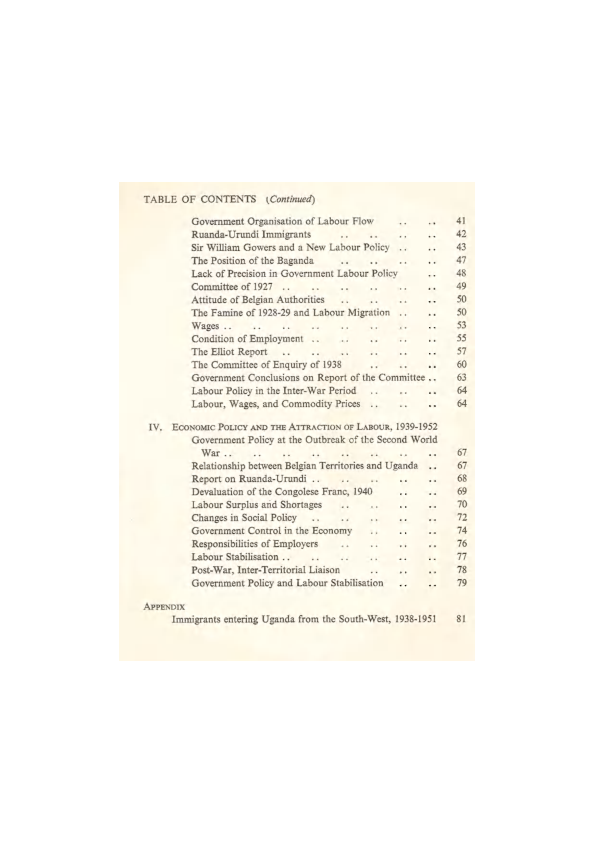 TABLE OF CONTENTS (Continued)
Government Organisation of Labour Flow .. .. 41
Ruanda-Urundi Immigrants .. .. .. .. 42
Sir William Gowers and a New Labour Policy .. .. 43
The Position of the Baganda .. .. .. .. 47
Lack of Precision in Government Labour Policy .. 48
Committee of 1927 .. .. .. .. .. .. 49
Attitude of Belgian Authorities .. .. .. .. 50
The Famine of 1928-29 and Labour Migration .. .. 50
Wages .. .. .. .. .. .. .. .. 53
Condition of Employment .. .. .. .. .. 55
The Elliot Report .. .. .. .. .. .. 57
The Committee of Enquiry of 1938 .. .. .. 60
Government Conclusions on Report of the Committee .. 63
Labour Policy in the Inter-War Period .. .. .. 64
Labour, Wages, and Commodity Prices .. .. .. 64
IV. ECONOMIC POLICY AND THE ATTRACTION OF LABOUR, 1939-1952
Government Policy at the Outbreak of the Second World
War .. .. .. .. .. .. .. .. 67
Relationship between Belgian Territories and Uganda .. 67
Report on Ruanda-Urundi .. .. .. .. .. 68
Devaluation of the Congolese Franc, 1940 .. .. 69
Labour Surplus and Shortages .. .. .. .. 70
Changes in Social Policy .. .. .. .. .. 72
Government Control in the Economy .. .. .. 74
Responsibilities of Employers .. .. .. .. 76
Labour Stabilisation .. .. .. .. .. .. 77
Post-War, Inter-Territorial Liaison .. .. .. 78
Government Policy and Labour Stabilisation .. .. 79
APPENDIX
Immigrants entering Uganda from the South-West, 1938-1951 81